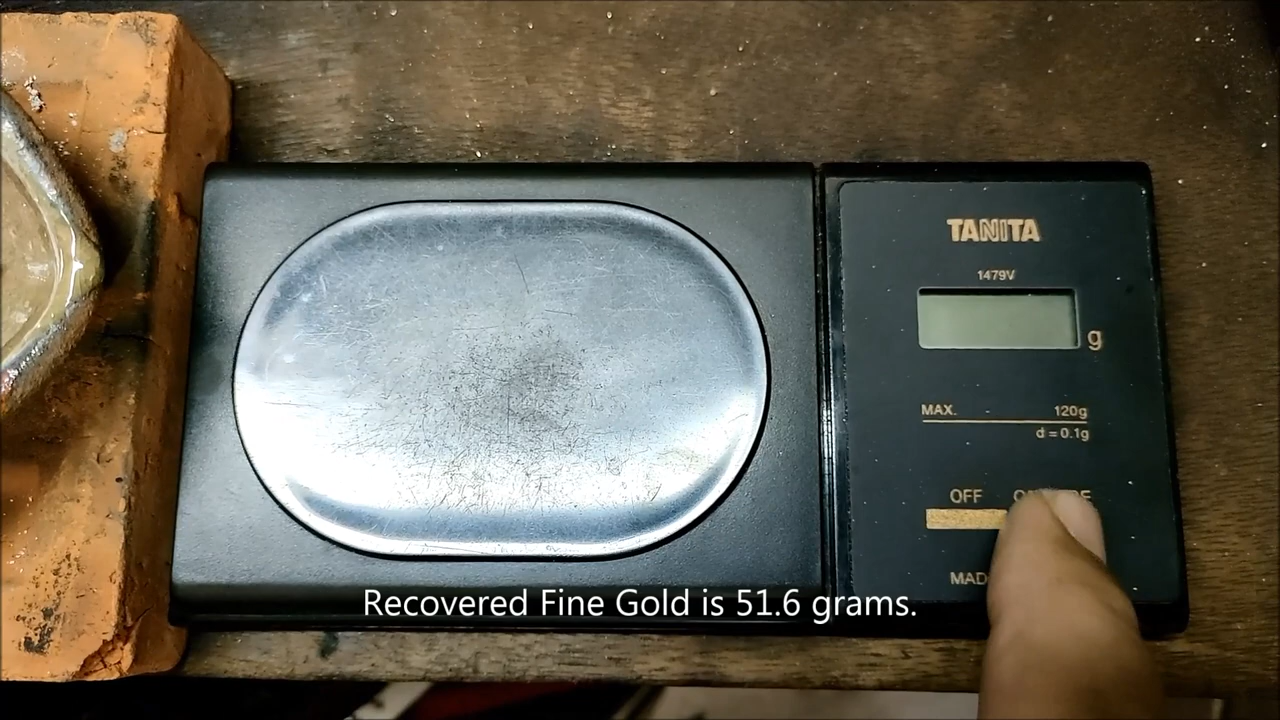 TANITA
1479V
g
MAX. 120g
d = 0.1g
OFF
Recovered Fine Gold is 51.6 grams.